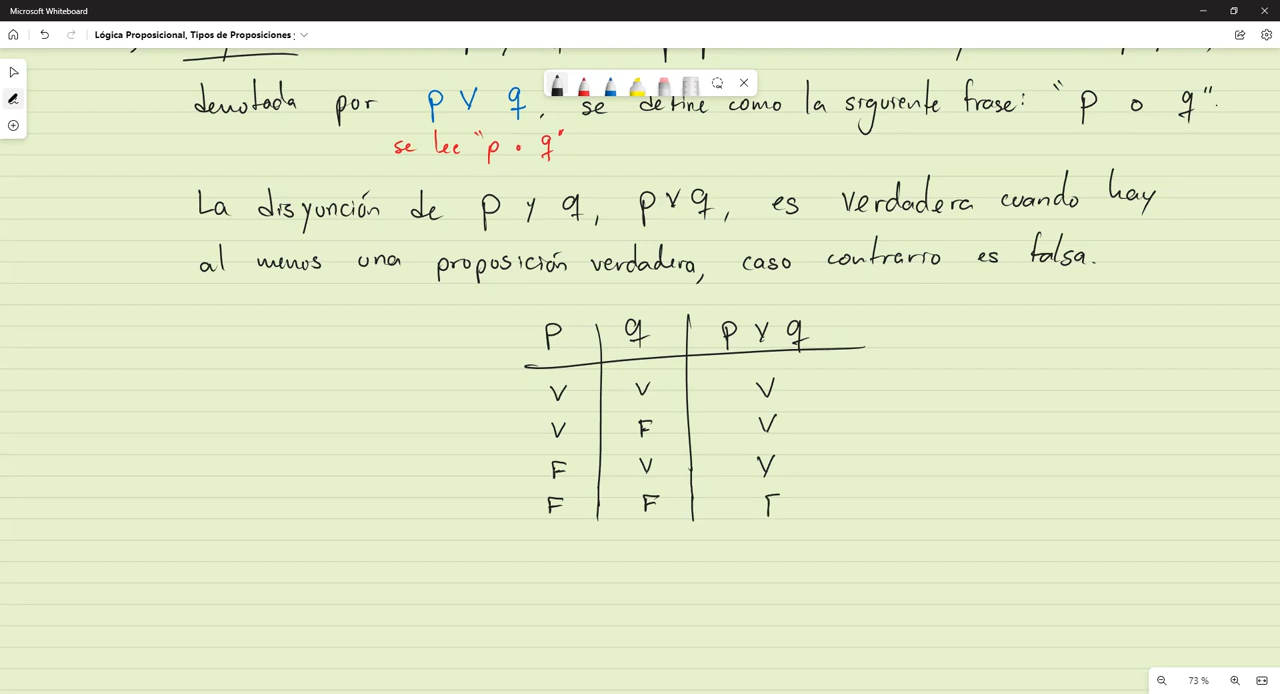 Microsoft Whiteboard
Lógica Proposicional, Tipos de Proposiciones
denotada por p V q, se define como la siguiente frase: "p o q".
se lee "p o q"
La disyunción de p y q, p v q, es verdadera cuando hay
al menos una proposición verdadera, caso contrario es falsa.
p q p v q
V V V
V F V
F V V
F F
73 %